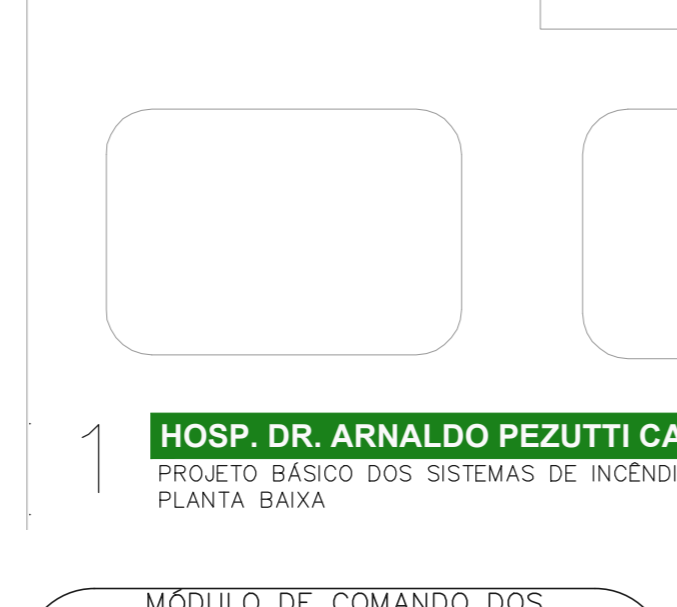 1
HOSP. DR. ARNALDO PEZUTTI CA
PROJETO BÁSICO DOS SISTEMAS DE INCÊNDI
PLANTA BAIXA
MÓDULO DE COMANDO DOS